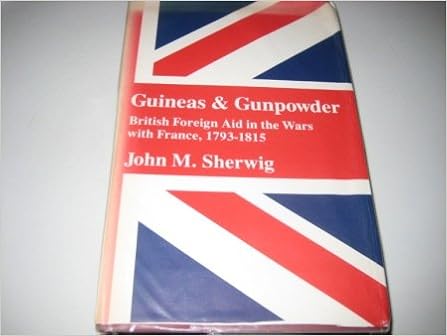 Guineas & Gunpowder
British Foreign Aid in the Wars
with France, 1793-1815
John M. Sherwig